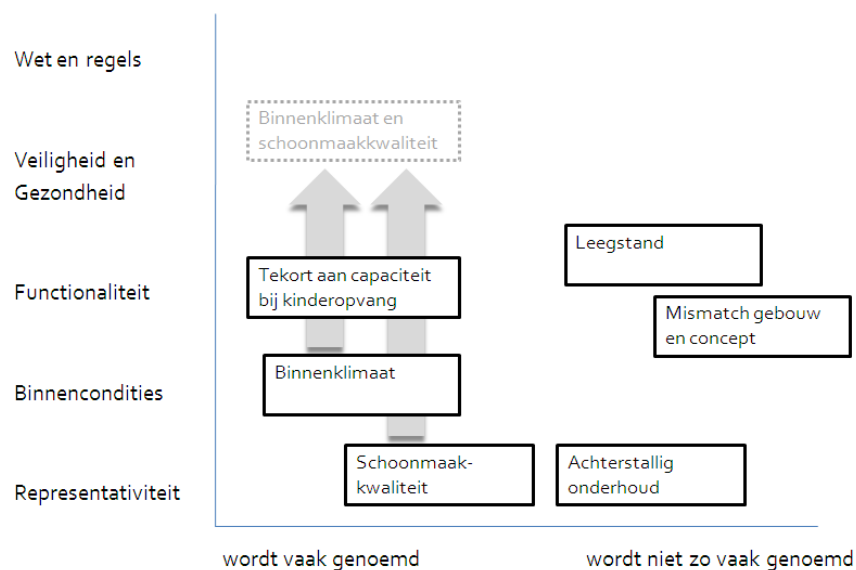 Wet en regels
Binnenklimaat en
schoonmaakkwaliteit
Veiligheid en
Gezondheid
Leegstand
Tekort aan capaciteit
bij kinderopvang
Functionaliteit
Mismatch gebouw
en concept
Binnenklimaat
Binnencondities
Schoonmaak-
kwaliteit
Achterstallig
onderhoud
Representativiteit
wordt vaak genoemd
wordt niet zo vaak genoemd